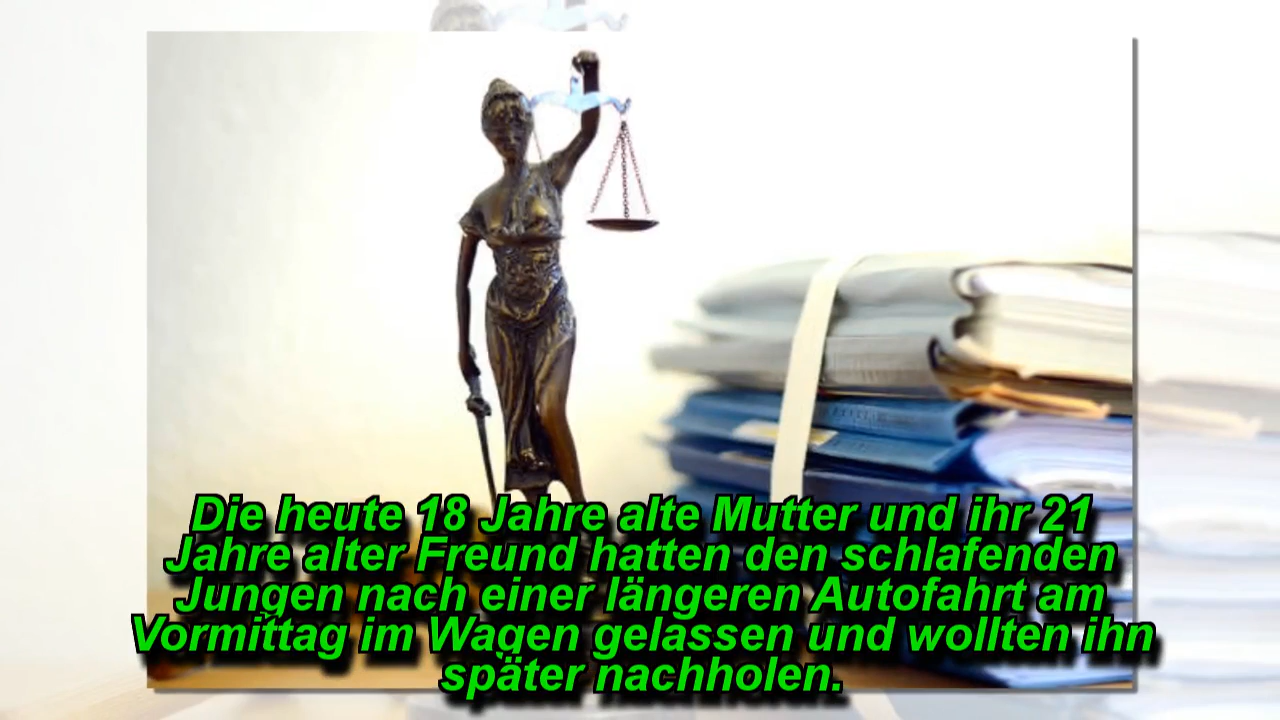 Die heute 18 Jahre alte Mutter und ihr 21
Jahre alter Freund hatten den schlafenden
Jungen nach einer längeren Autofahrt am
Vormittag im Wagen gelassen und wollten ihn
später nachholen.